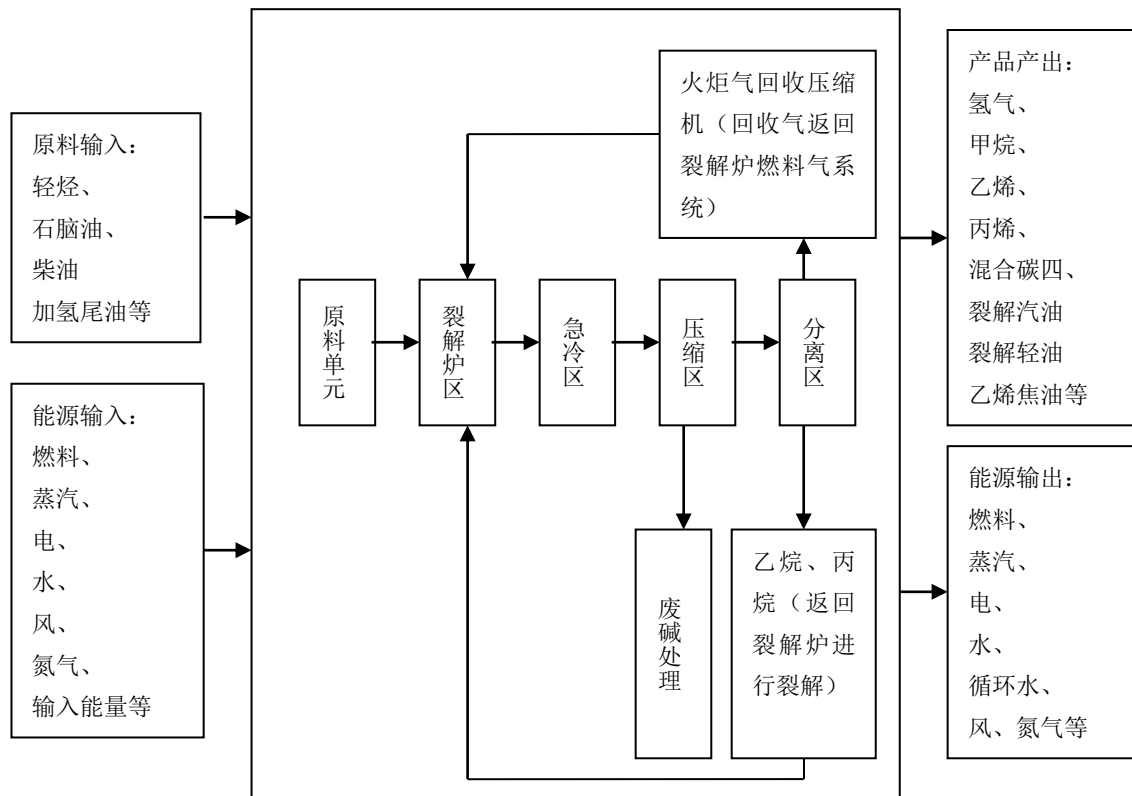 原料输入:
轻烃、
石脑油、
柴油
加氢尾油等
能源输入:
燃料、
蒸汽、
电、
水、
风、
氮气、
输入能量等
火炬气回收压缩
机（回收气返回
裂解炉燃料气系
统）
原料单元
裂解炉区
急冷区
压缩区
分离区
废碱处理
乙烷、丙
烷（返回
裂解炉进
行裂解）
产品产出:
氢气、
甲烷、
乙烯、
丙烯、
混合碳四、
裂解汽油
裂解轻油
乙烯焦油等
能源输出:
燃料、
蒸汽、
电、
水、
循环水、
风、氮气等